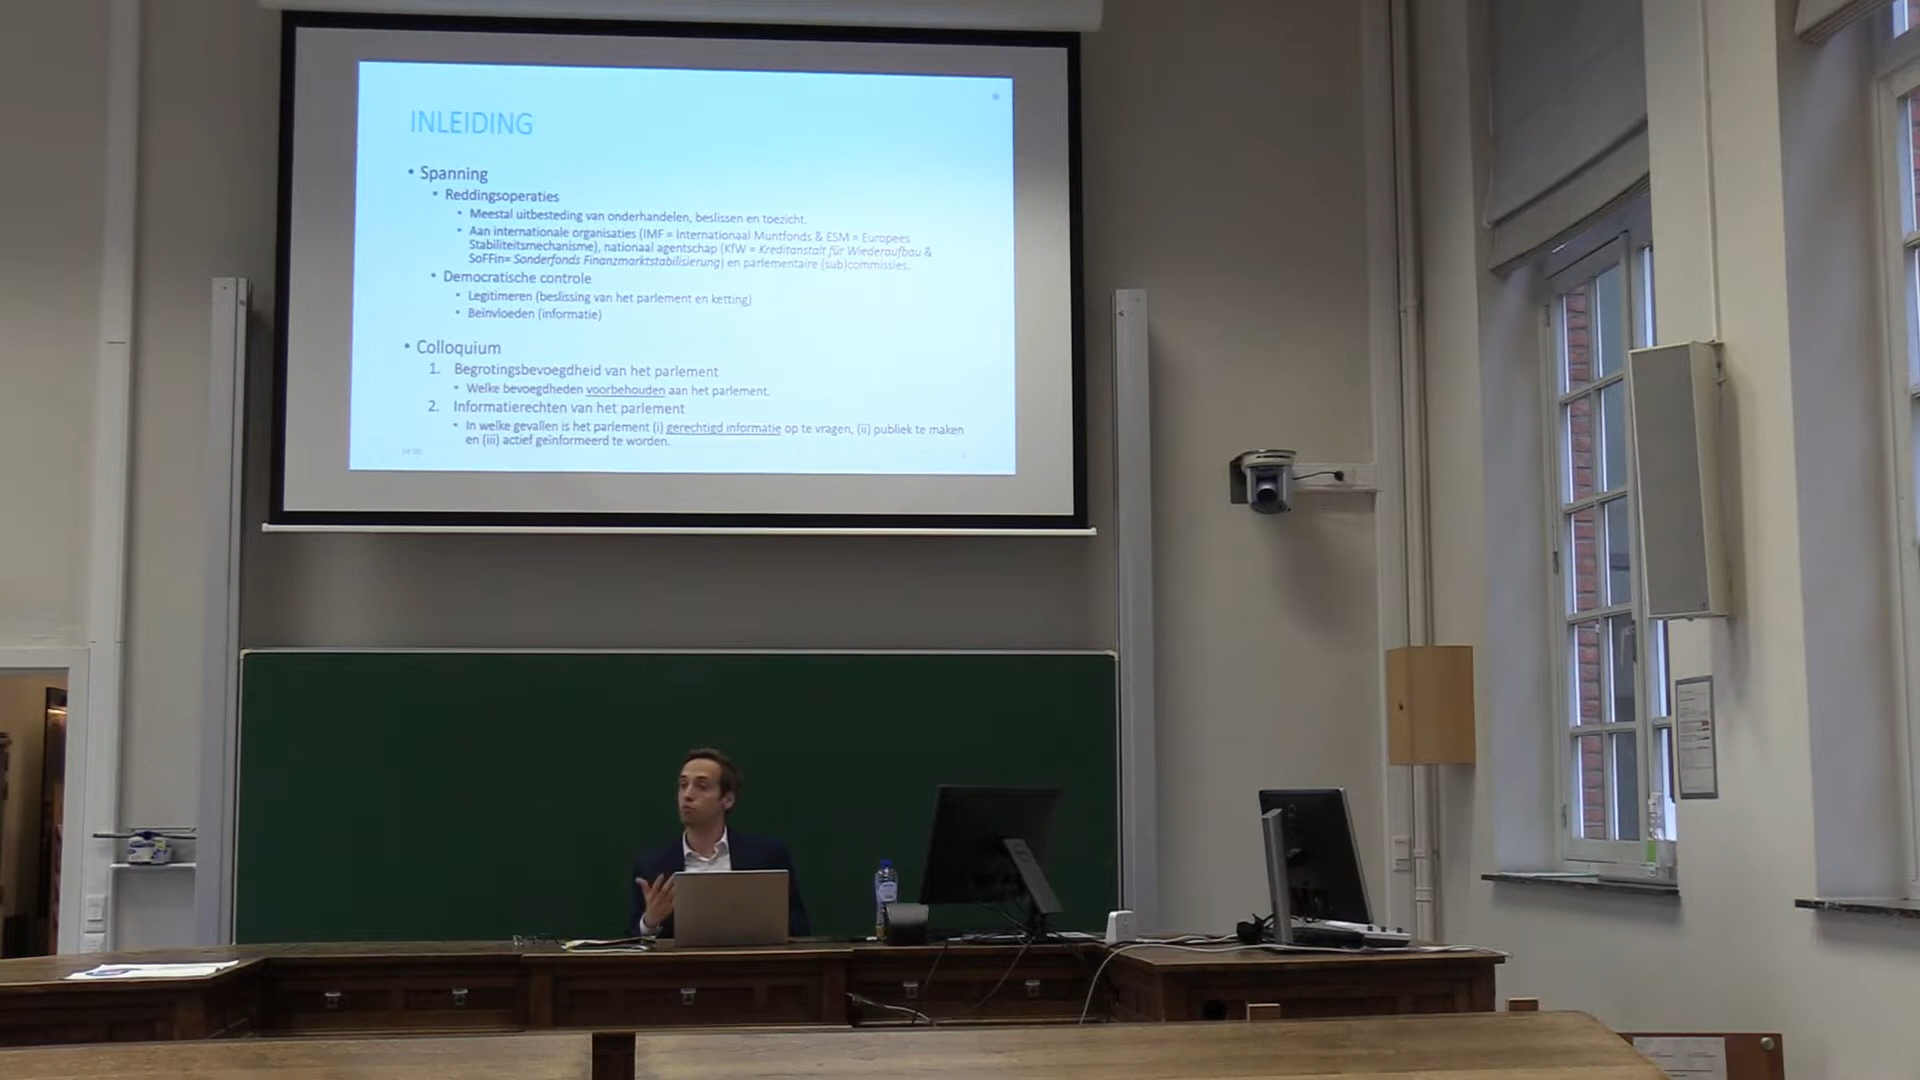 INLEIDING
• Spanning
• Reddingsoperaties
• Meestal uitbesteding van onderhandelen, beslissen en toezicht.
• Aan internationale organisaties (IMF = Internationaal Muntfonds & ESM = Europees
Stabiliteitsmechanisme), nationaal agentschap (KfW = Kreditanstalt für Wiederaufbau &
SoFFin= Sonderfonds Finanzmarktstabilisierung) en parlementaire (sub)commissies.
• Democratische controle
• Legitimeren (beslissing van het parlement en ketting)
• Beïnvloeden (informatie)
• Colloquium
1. Begrotingsbevoegdheid van het parlement
• Welke bevoegdheden voorbehouden aan het parlement.
2. Informatierechten van het parlement
• In welke gevallen is het parlement (i) gerechtigd informatie op te vragen, (ii) publiek te maken
en (iii) actief geïnformeerd te worden.